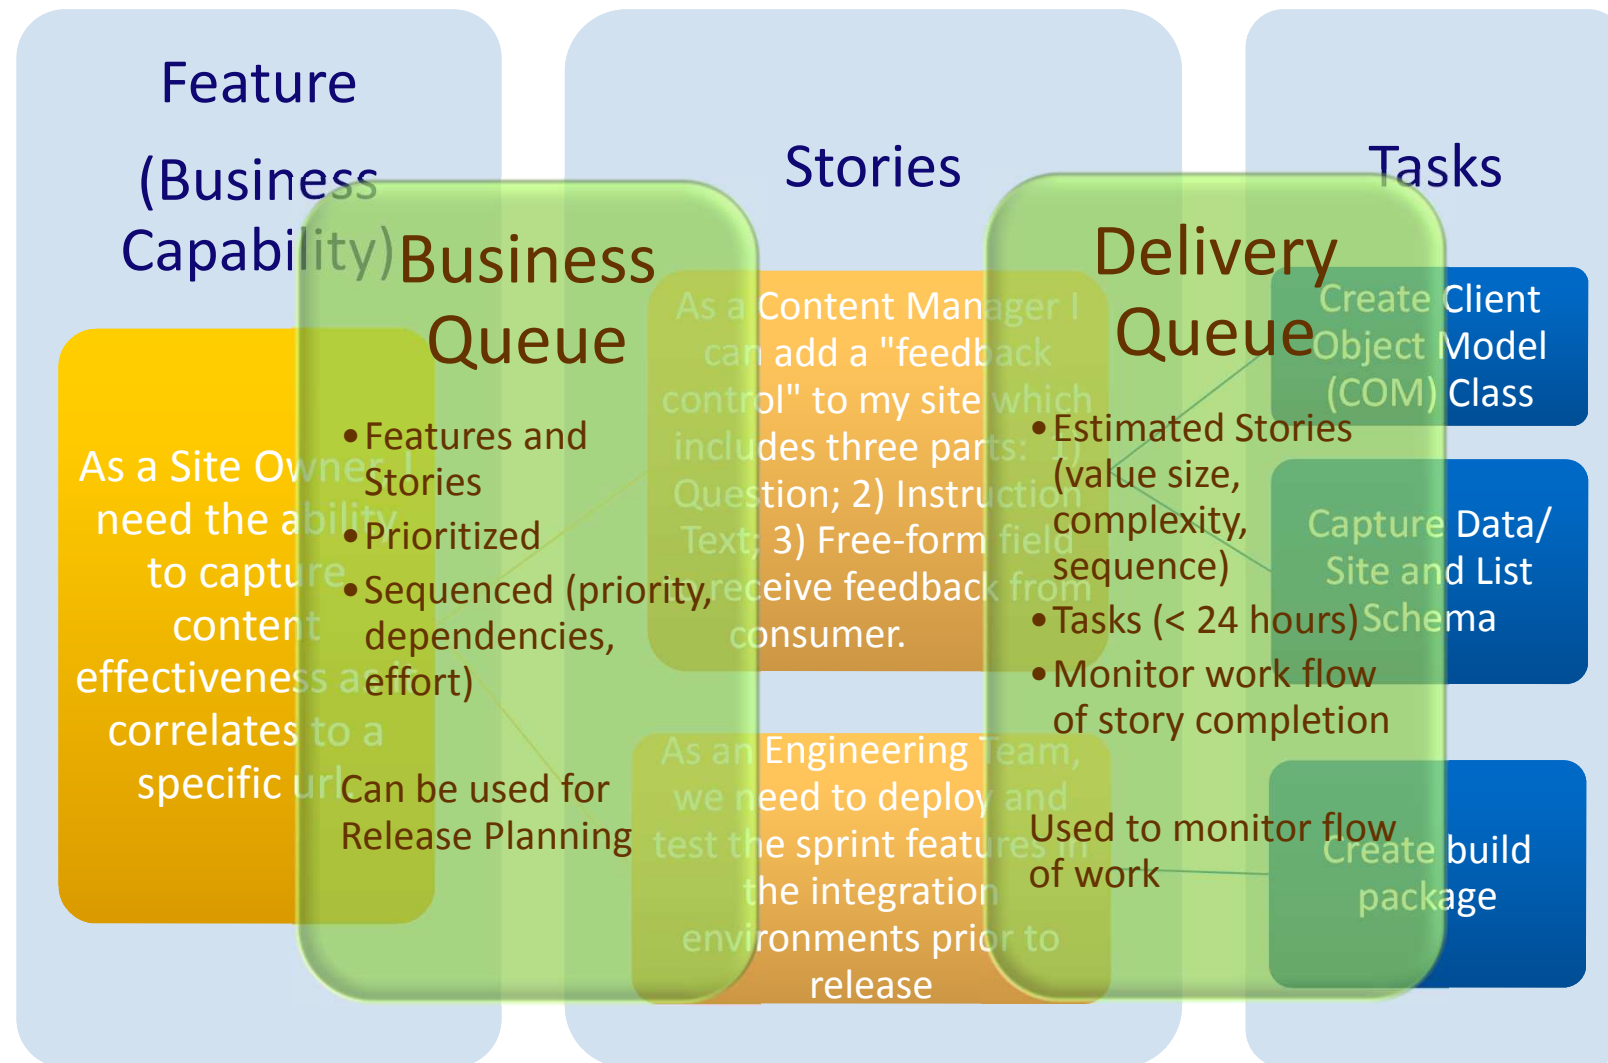 Feature
(Business
Capability)
As a Site Owner, I
need the ability
to capture
content
effectiveness as it
correlates to a
specific url.
Business
Queue
•Features and
Stories
•Prioritized
•Sequenced (priority,
dependencies,
effort)
Can be used for
Release Planning
Stories
As a Content Manager I
can add a "feedback
control" to my site which
includes three parts:  1)
Question; 2) Instruction
Text; 3) Free-form field
to receive feedback from
consumer.
As an Engineering Team,
we need to deploy and
test the sprint features in
the integration
environments prior to
release
Delivery
Queue
•Estimated Stories
(value size,
complexity,
sequence)
•Tasks (< 24 hours)
•Monitor work flow
of story completion
Used to monitor flow
of work
Tasks
Create Client
Object Model
(COM) Class
Capture Data/
Site and List
Schema
Create build
package